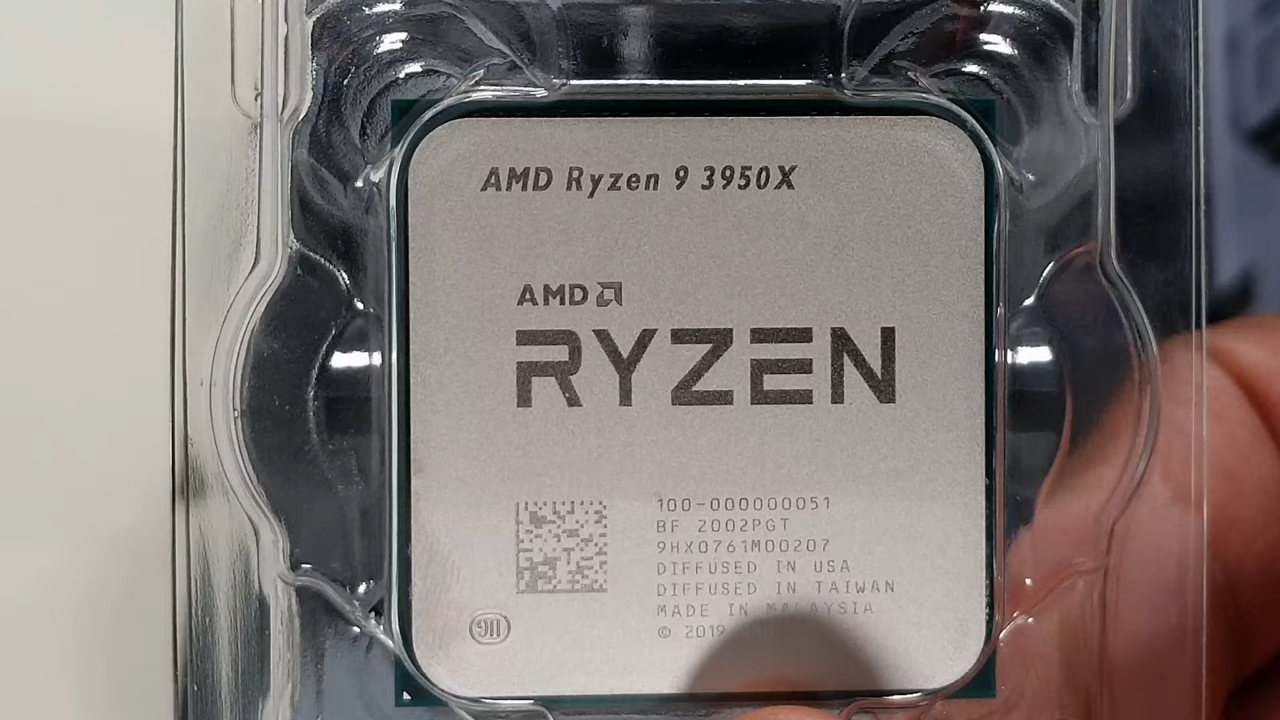 AMD Ryzen 9 3950X
AMD
RYZEN
100-000000051
BF 2002PGT
9HX0761M00207
DIFFUSED IN USA
DIFFUSED IN TAIWAN
MADE IN MALAYSIA
© 2019 AMD